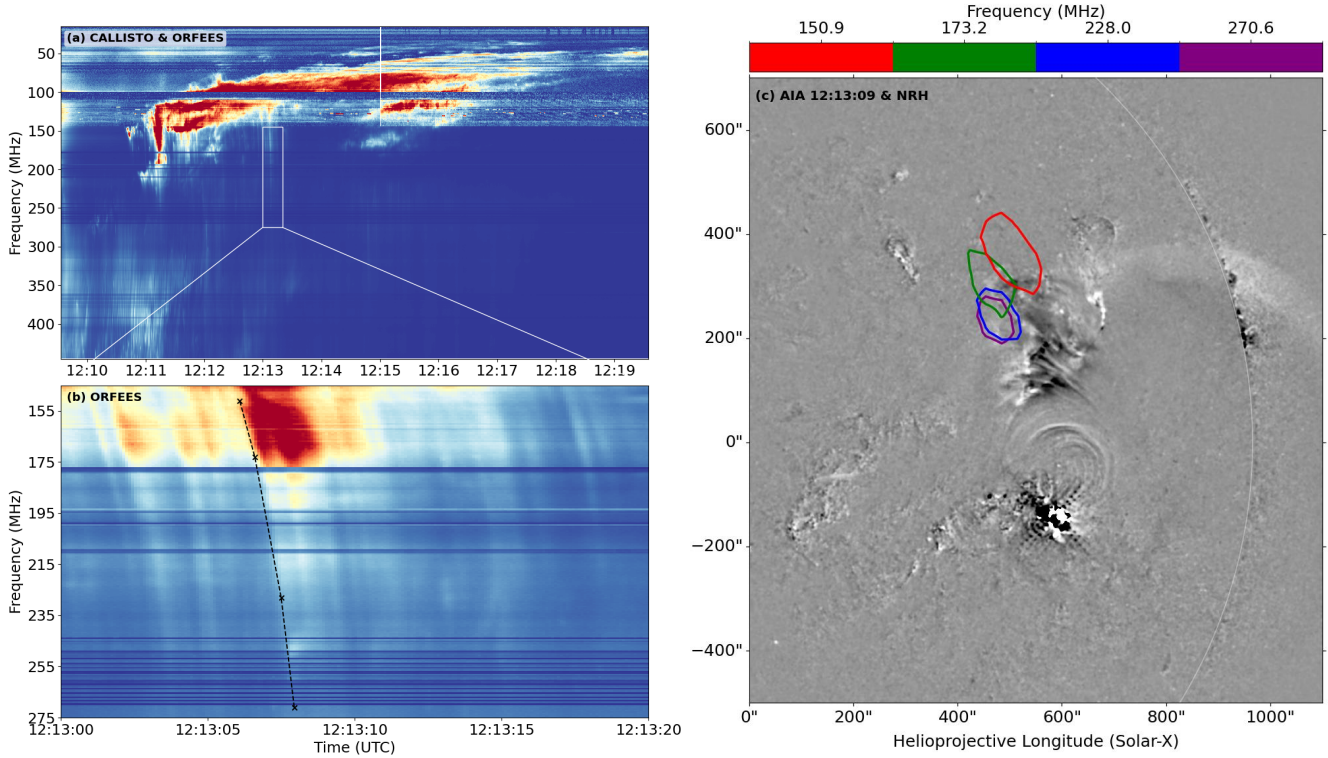 (a) CALLISTO & ORFEES
Frequency (MHz)
50
100
150
200
250
300
350
400
12:10 12:11 12:12 12:13 12:14 12:15 12:16 12:17 12:18 12:19
(b) ORFEES
Frequency (MHz)
155
175
195
215
235
255
275
12:13:00 12:13:05 12:13:10 12:13:15 12:13:20
Time (UTC)
Frequency (MHz)
150.9 173.2 228.0 270.6
(c) AIA 12:13:09 & NRH
600"
400"
200"
0"
−200"
−400"
0" 200" 400" 600" 800" 1000"
Helioprojective Longitude (Solar-X)